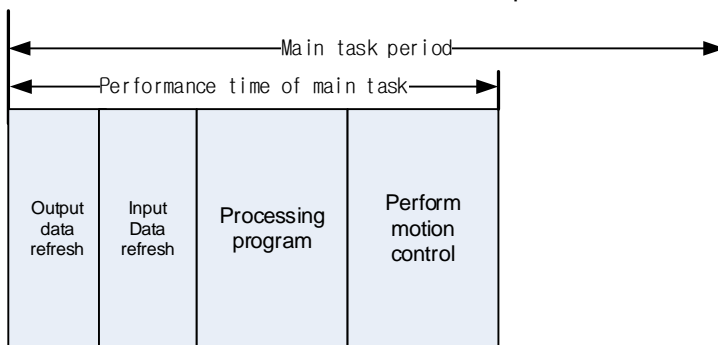 Main task period
Performance time of main task
Output
data
refresh
Input
Data
refresh
Processing
program
Perform
motion
control